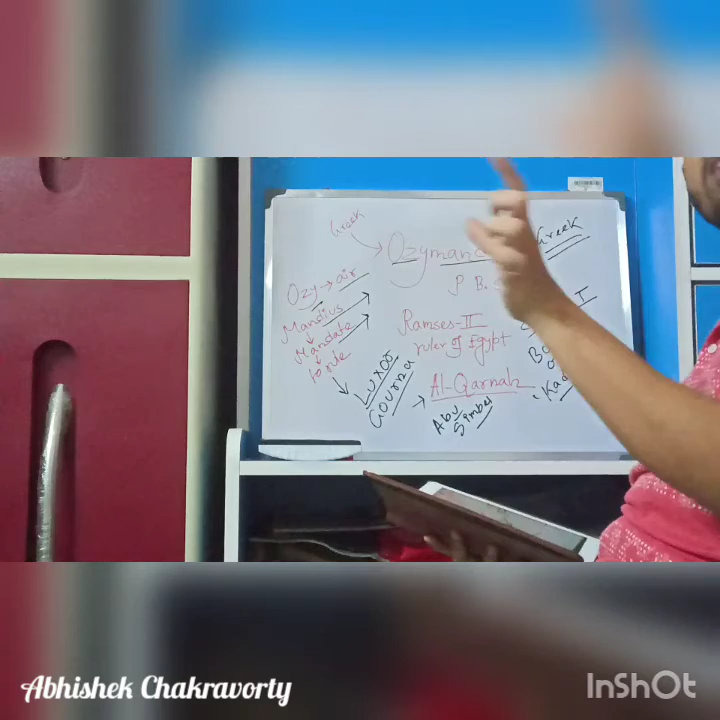 Greek
Ozymand
Greek
P. B. S
Ozy → air
Mandius
Mandate
to rule
Ramses-II
ruler of Egypt
I
Luxor
Gourna
→ Al-Qarnah
Abu
Simbel
Abhishek Chakravorty
InShOt